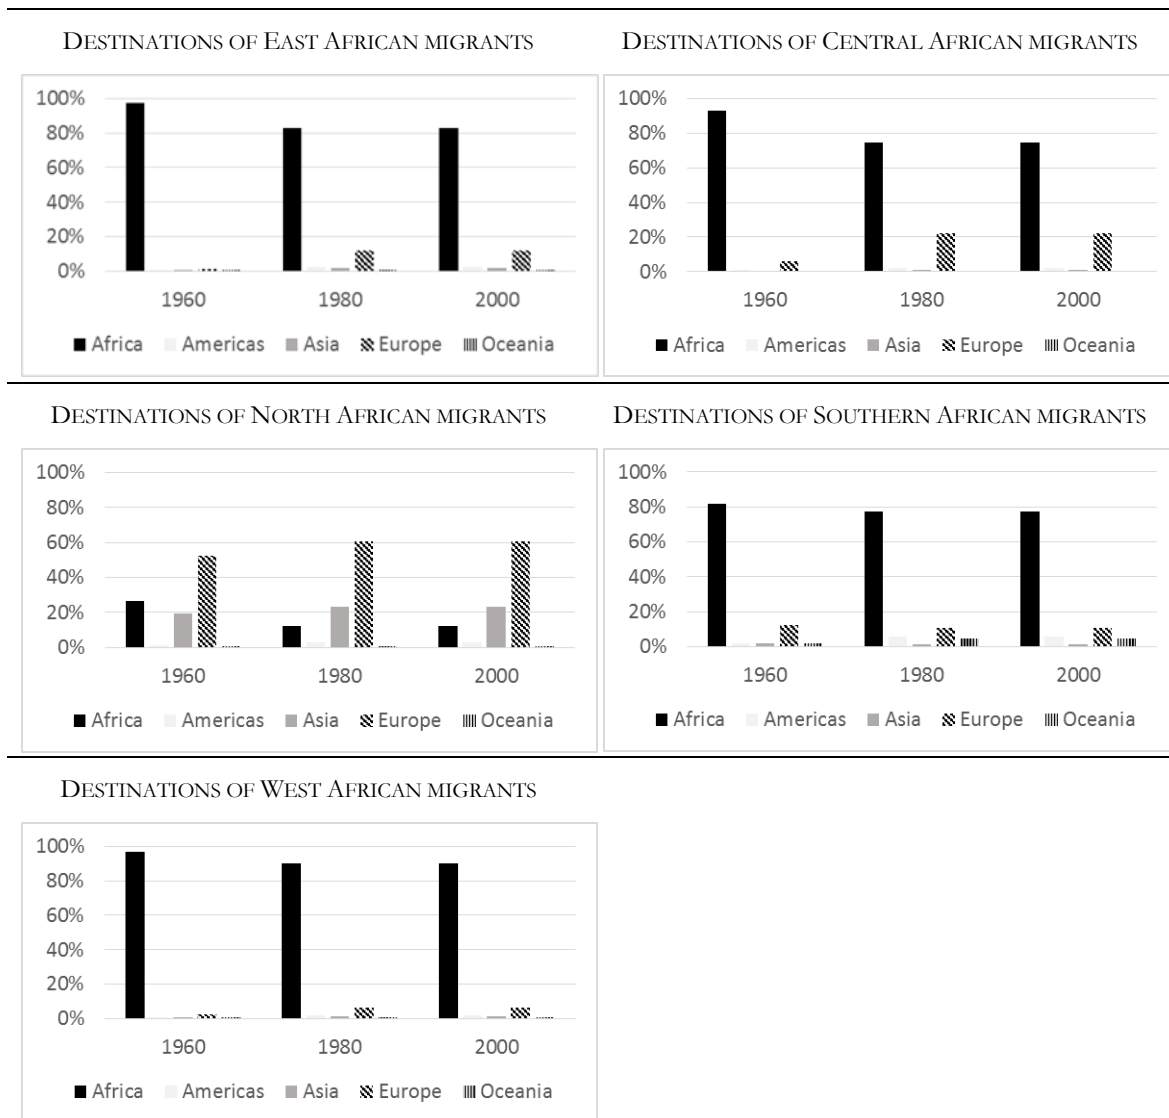 DESTINATIONS OF EAST AFRICAN MIGRANTS
100%
80%
60%
40%
20%
0%
1960 1980 2000
Africa Americas Asia Europe Oceania
DESTINATIONS OF CENTRAL AFRICAN MIGRANTS
100%
80%
60%
40%
20%
0%
1960 1980 2000
Africa Americas Asia Europe Oceania
DESTINATIONS OF NORTH AFRICAN MIGRANTS
100%
80%
60%
40%
20%
0%
1960 1980 2000
Africa Americas Asia Europe Oceania
DESTINATIONS OF SOUTHERN AFRICAN MIGRANTS
100%
80%
60%
40%
20%
0%
1960 1980 2000
Africa Americas Asia Europe Oceania
DESTINATIONS OF WEST AFRICAN MIGRANTS
100%
80%
60%
40%
20%
0%
1960 1980 2000
Africa Americas Asia Europe Oceania